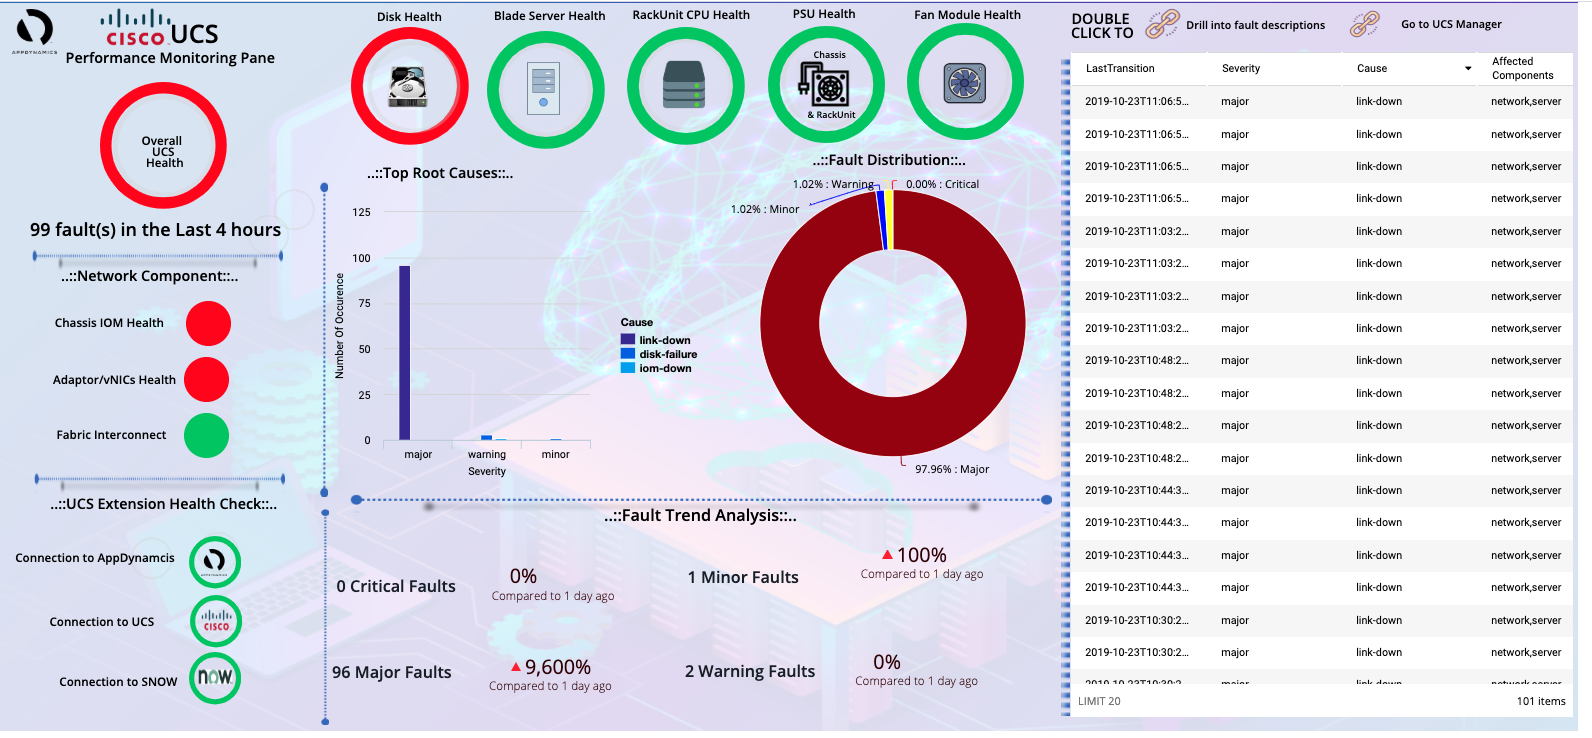 APPDYNAMICS
CISCO UCS
Performance Monitoring Pane
Overall
UCS
Health
99 fault(s) in the Last 4 hours
..::Network Component::..
Chassis IOM Health
Adaptor/vNICs Health
Fabric Interconnect
..::UCS Extension Health Check::..
Connection to AppDynamcis
Connection to UCS
CISCO
Connection to SNOW
now
Disk Health
Blade Server Health
RackUnit CPU Health
PSU Health
Fan Module Health
Chassis
& RackUnit
..::Top Root Causes::..
Number Of Occurence
125
100
75
50
25
0
major
warning
minor
Severity
Cause
link-down
disk-failure
iom-down
..::Fault Distribution::..
1.02% : Warning
0.00% : Critical
1.02% : Minor
97.96% : Major
..::Fault Trend Analysis::..
0 Critical Faults
0%
Compared to 1 day ago
1 Minor Faults
100%
Compared to 1 day ago
96 Major Faults
9,600%
Compared to 1 day ago
2 Warning Faults
0%
Compared to 1 day ago
DOUBLE
CLICK TO
Drill into fault descriptions
Go to UCS Manager
LastTransition Severity Cause Affected Components
2019-10-23T11:06:5... major link-down network,server
2019-10-23T11:06:5... major link-down network,server
2019-10-23T11:06:5... major link-down network,server
2019-10-23T11:06:5... major link-down network,server
2019-10-23T11:03:2... major link-down network,server
2019-10-23T11:03:2... major link-down network,server
2019-10-23T11:03:2... major link-down network,server
2019-10-23T11:03:2... major link-down network,server
2019-10-23T10:48:2... major link-down network,server
2019-10-23T10:48:2... major link-down network,server
2019-10-23T10:48:2... major link-down network,server
2019-10-23T10:48:2... major link-down network,server
2019-10-23T10:44:3... major link-down network,server
2019-10-23T10:44:3... major link-down network,server
2019-10-23T10:44:3... major link-down network,server
2019-10-23T10:44:3... major link-down network,server
2019-10-23T10:30:2... major link-down network,server
2019-10-23T10:30:2... major link-down network,server
2019-10-23T10:30:2... major link-down network,server
LIMIT 20
101 items